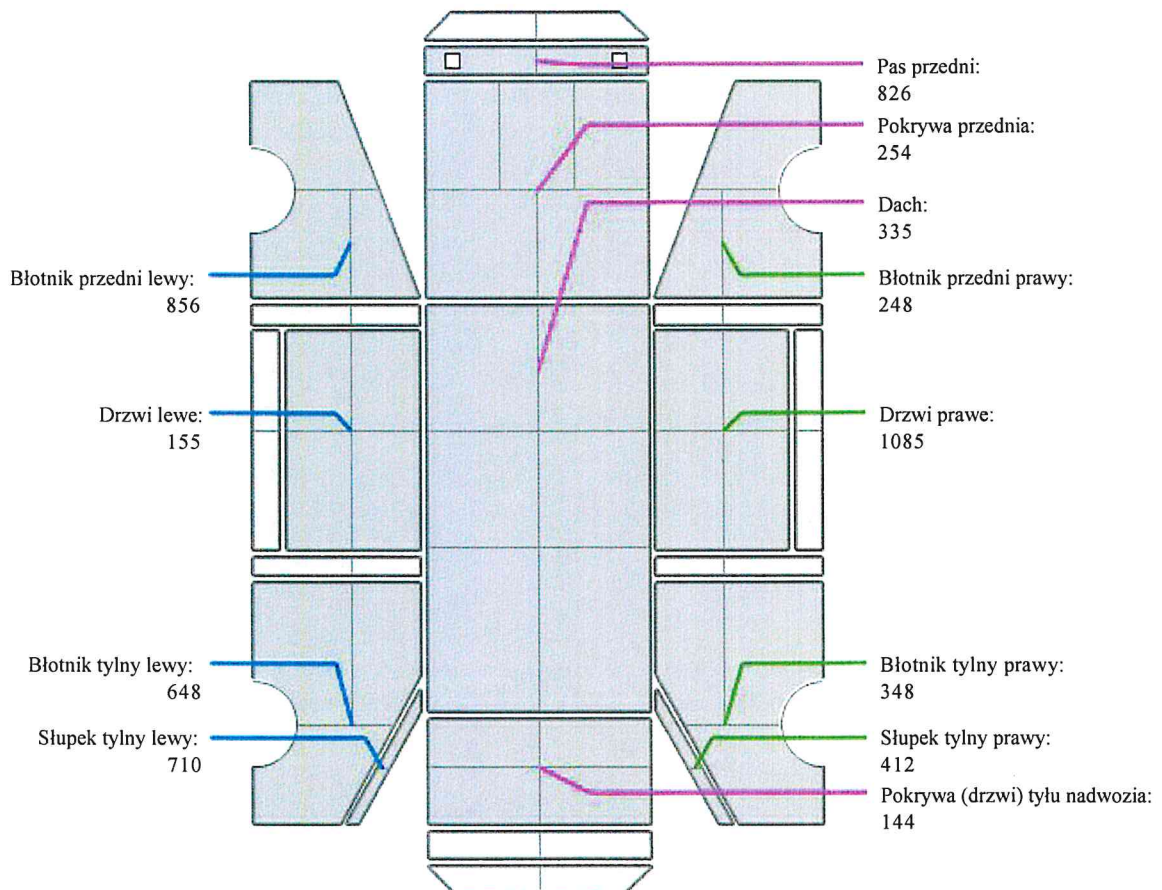 Pas przedni:
826
Pokrywa przednia:
254
Dach:
335
Błotnik przedni lewy:
856
Błotnik przedni prawy:
248
Drzwi lewe:
155
Drzwi prawe:
1085
Błotnik tylny lewy:
648
Błotnik tylny prawy:
348
Słupek tylny lewy:
710
Słupek tylny prawy:
412
Pokrywa (drzwi) tyłu nadwozia:
144